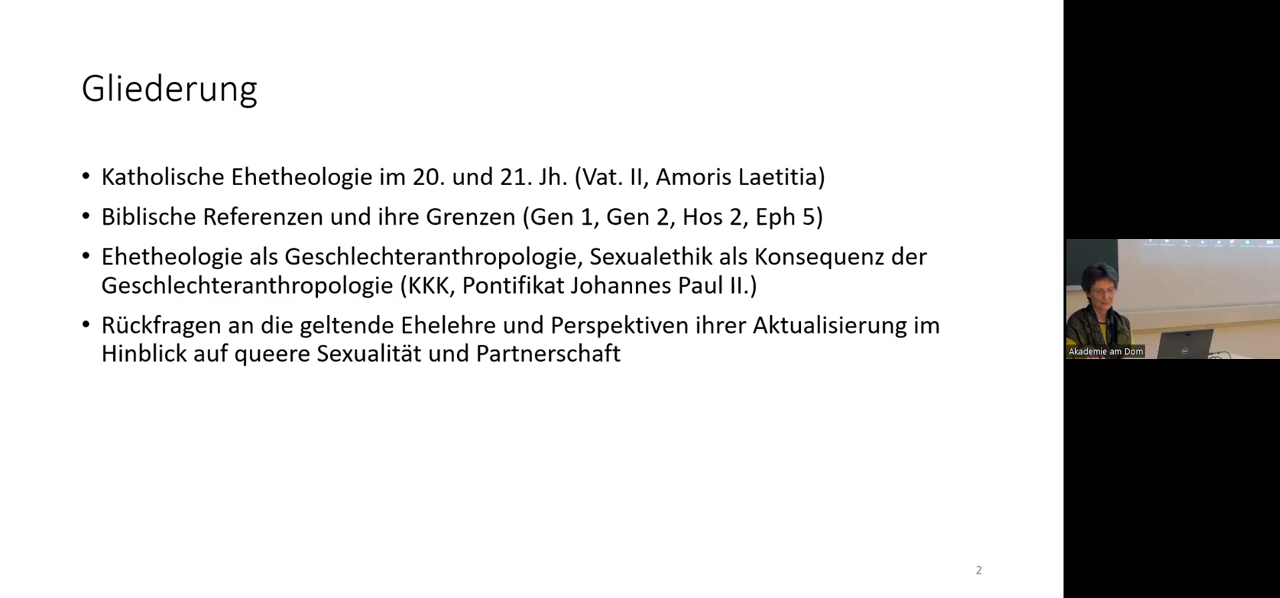 Gliederung
• Katholische Ehetheologie im 20. und 21. Jh. (Vat. II, Amoris Laetitia)
• Biblische Referenzen und ihre Grenzen (Gen 1, Gen 2, Hos 2, Eph 5)
• Ehetheologie als Geschlechteranthropologie, Sexualethik als Konsequenz der
Geschlechteranthropologie (KKK, Pontifikat Johannes Paul II.)
• Rückfragen an die geltende Ehelehre und Perspektiven ihrer Aktualisierung im
Hinblick auf queere Sexualität und Partnerschaft
2
Akademie am Dom